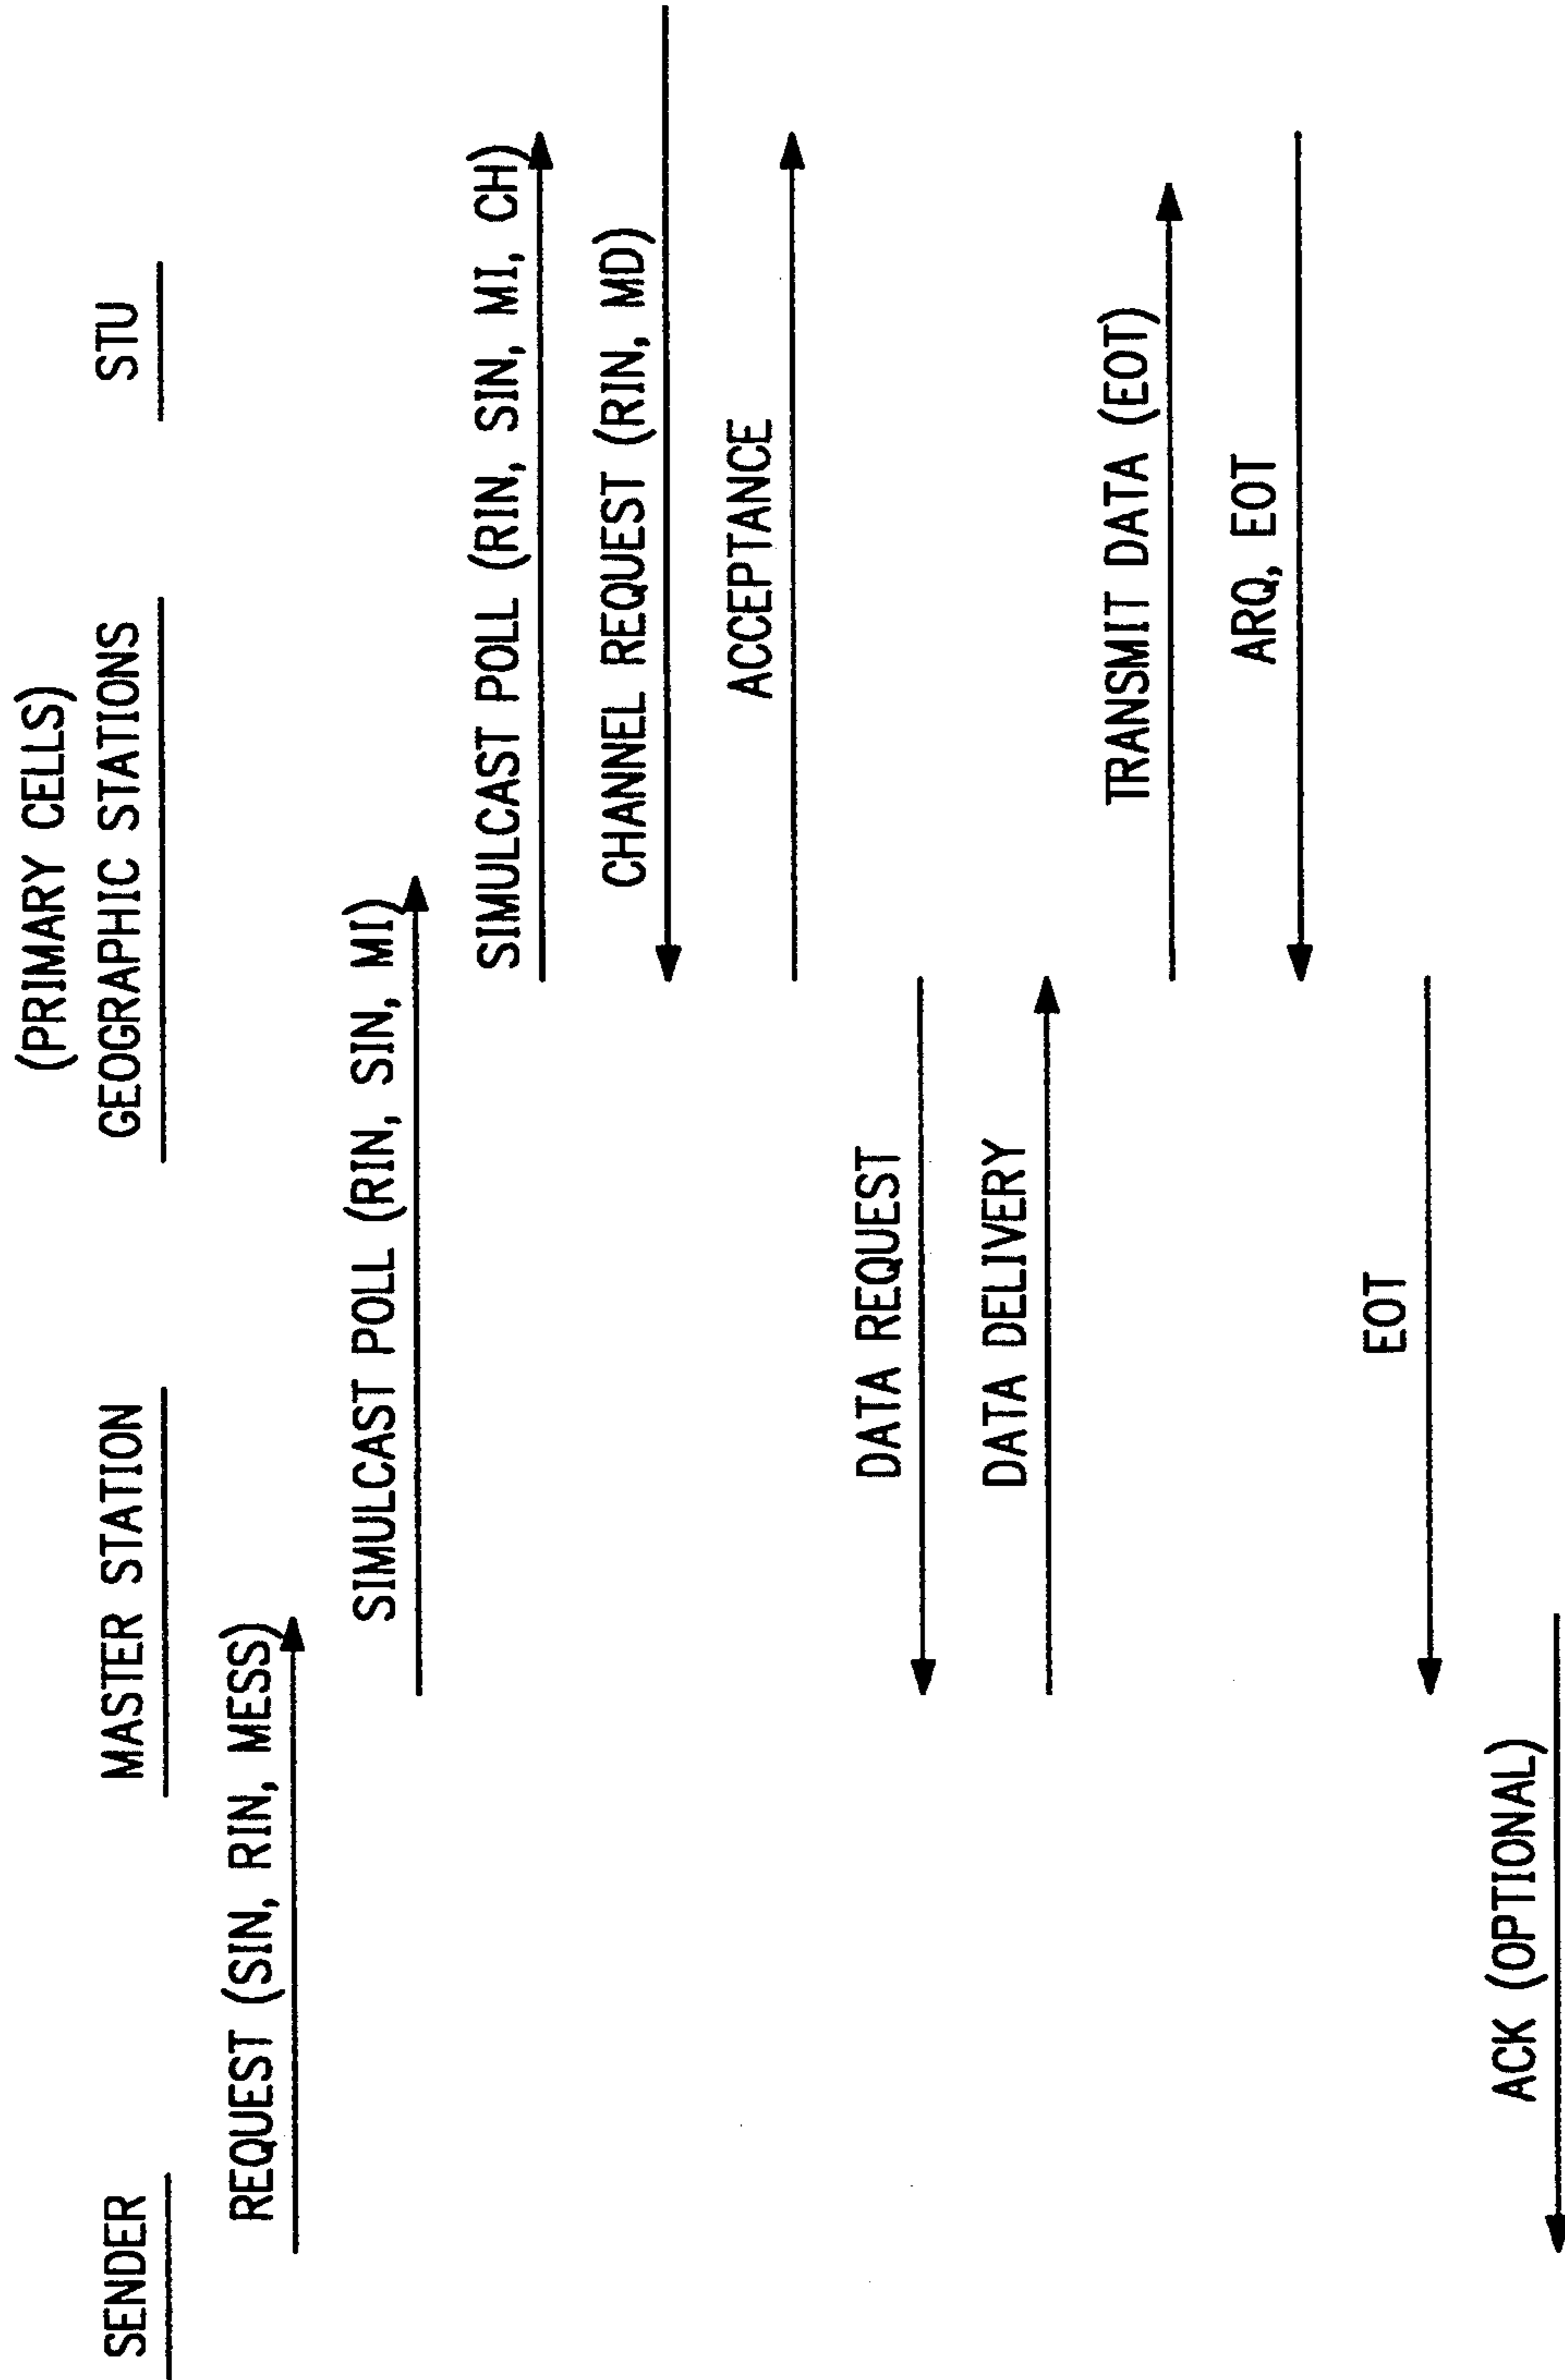 (PRIMARY CELLS)
SENDER
MASTER STATION
GEOGRAPHIC STATIONS
STU
REQUEST (SIN, RIN, MESS)
SIMULCAST POLL (RIN, SIN, MI)
SIMULCAST POLL (RIN, SIN, MI, CH)
CHANNEL REQUEST (RIN, MD)
ACCEPTANCE
DATA REQUEST
DATA DELIVERY
TRANSMIT DATA (EOT)
ARQ, EOT
EOT
ACK (OPTIONAL)